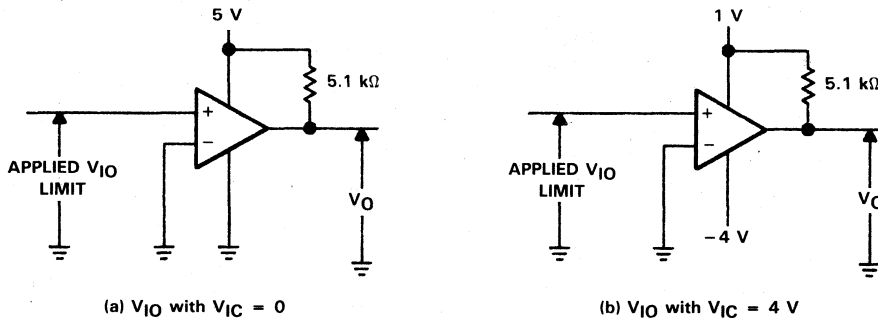 5 V
5.1 kΩ
+
−
APPLIED VIO
LIMIT
VO
(a) VIO with VIC = 0
1 V
5.1 kΩ
+
−
APPLIED VIO
LIMIT
−4 V
VO
(b) VIO with VIC = 4 V